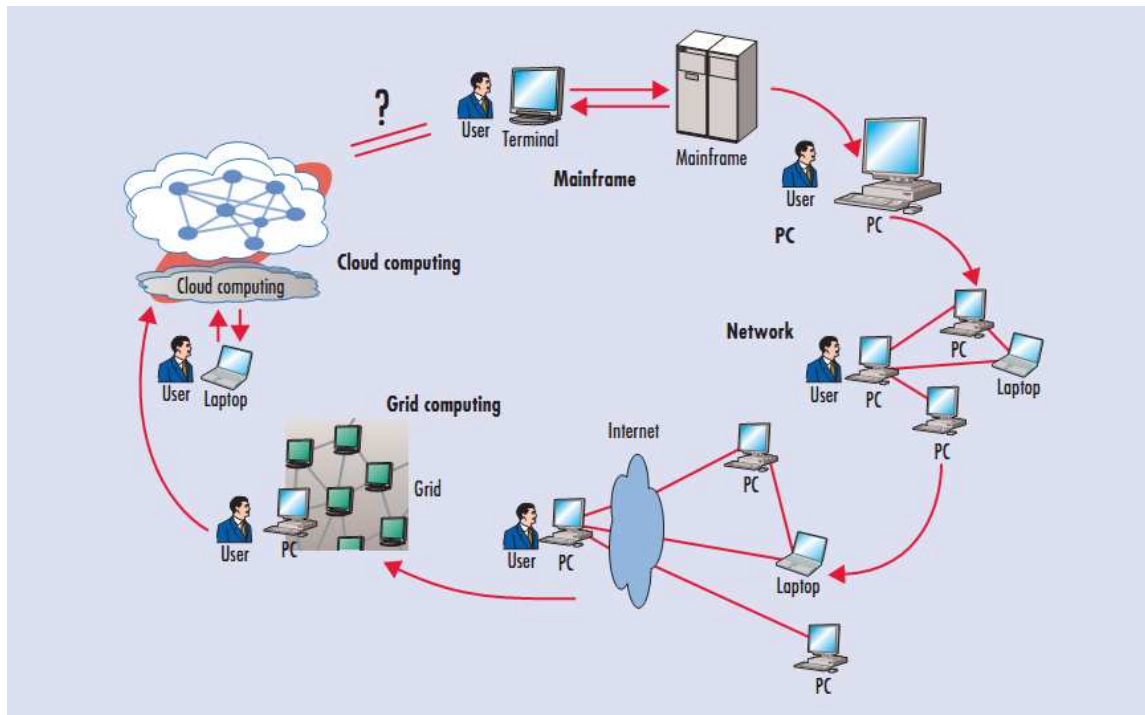 ?
User
Terminal
Mainframe
Mainframe
User
PC
PC
Cloud computing
Cloud computing
User
Laptop
Network
PC
User
PC
Laptop
PC
Grid computing
Grid
User
PC
Internet
PC
User
PC
Laptop
PC